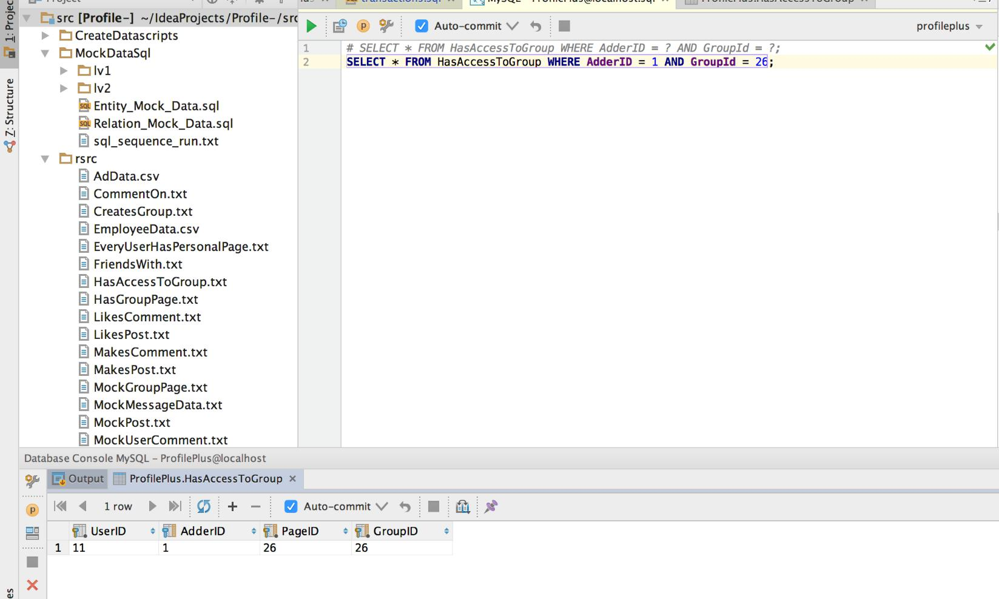 1: Projec
Z: Structure
es
src [Profile-] ~/IdeaProjects/Profile-/src
CreateDatascripts
MockDataSql
lv1
lv2
Entity_Mock_Data.sql
Relation_Mock_Data.sql
sql_sequence_run.txt
rsrc
AdData.csv
CommentOn.txt
CreatesGroup.txt
EmployeeData.csv
EveryUserHasPersonalPage.txt
FriendsWith.txt
HasAccessToGroup.txt
HasGroupPage.txt
LikesComment.txt
LikesPost.txt
MakesComment.txt
MakesPost.txt
MockGroupPage.txt
MockMessageData.txt
MockPost.txt
MockUserComment.txt
transactions.sql MySQL - ProfilePlus@localhost.sql ProfilePlus.HasAccessToGroup
Auto-commit profileplus
1 # SELECT * FROM HasAccessToGroup WHERE AdderID = ? AND GroupId = ?;
2 SELECT * FROM HasAccessToGroup WHERE AdderID = 1 AND GroupId = 26;
Database Console MySQL – ProfilePlus@localhost
Output ProfilePlus.HasAccessToGroup
1 row Auto-commit
UserID AdderID PageID GroupID
1 11 1 26 26